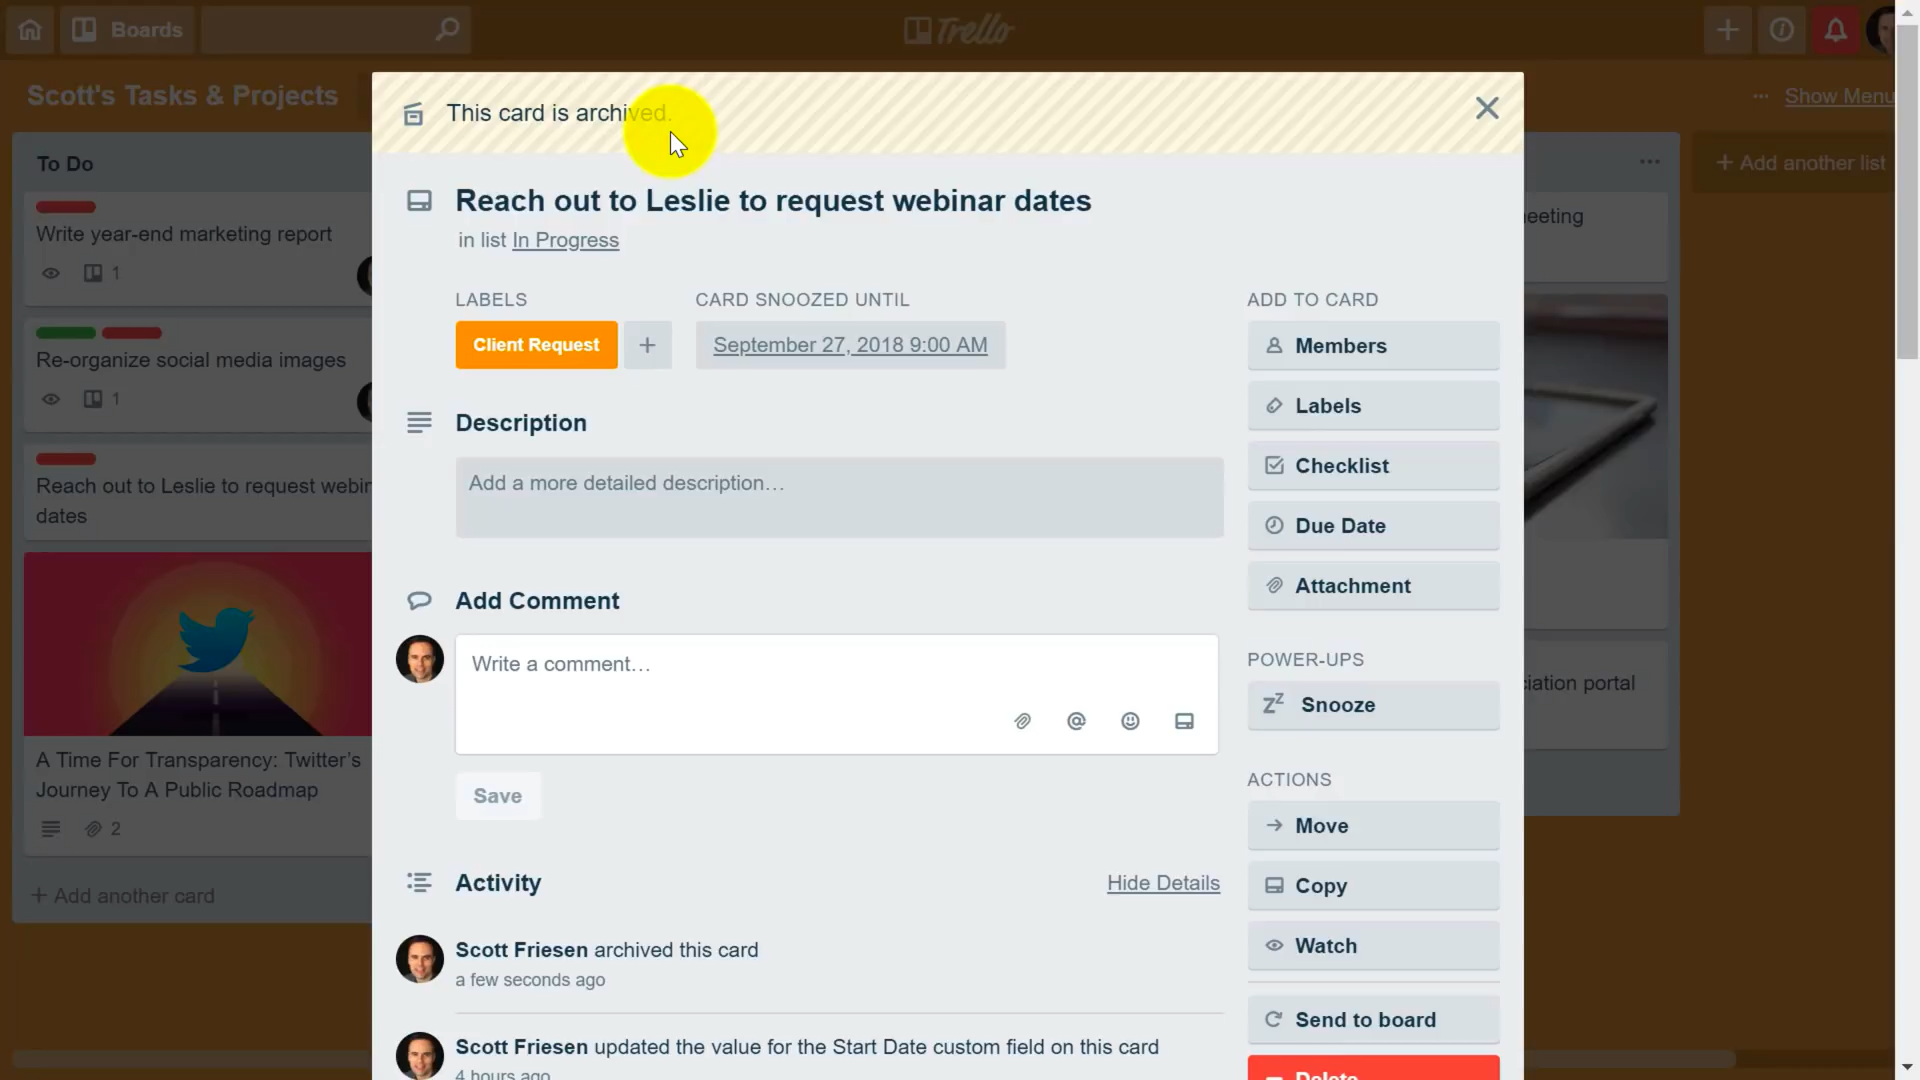 Boards
Trello
Scott's Tasks & Projects
Show Menu
This card is archived.
To Do
Write year-end marketing report
1
Re-organize social media images
1
Reach out to Leslie to request webin
dates
A Time For Transparency: Twitter's
Journey To A Public Roadmap
2
+ Add another card
Reach out to Leslie to request webinar dates
in list In Progress
LABELS
Client Request
+
CARD SNOOZED UNTIL
September 27, 2018 9:00 AM
Description
Add a more detailed description…
Add Comment
Write a comment…
Save
Activity
Hide Details
Scott Friesen archived this card
a few seconds ago
Scott Friesen updated the value for the Start Date custom field on this card
4 hours ago
ADD TO CARD
Members
Labels
Checklist
Due Date
Attachment
POWER-UPS
Snooze
ACTIONS
Move
Copy
Watch
Send to board
Delete
eeting
ciation portal
+ Add another list